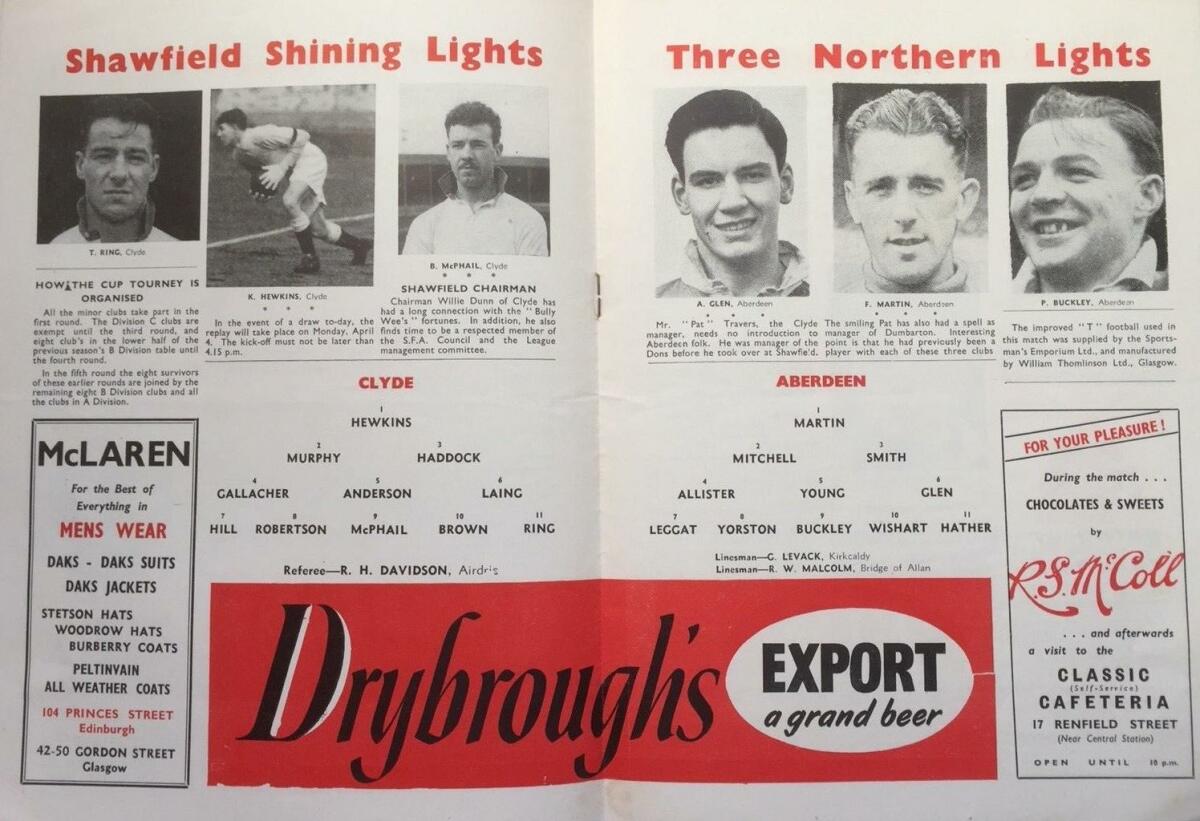 Shawfield Shining Lights
T. RING, Clyde
K. HEWKINS, Clyde
B. McPHAIL, Clyde
HOW THE CUP TOURNEY IS
ORGANISED
All the minor clubs take part in the
first round. The Division C clubs are
exempt until the third round, and
eight club's in the lower half of the
previous season's B Division table until
the fourth round.
In the fifth round the eight survivors
of these earlier rounds are joined by the
remaining eight B Division clubs and all
the clubs in A Division.
* * *
In the event of a draw to-day, the
replay will take place on Monday, April
4. The kick-off must not be later than
4.15 p.m.
* * *
SHAWFIELD CHAIRMAN
Chairman Willie Dunn of Clyde has
had a long connection with the "Bully
Wee's" fortunes. In addition, he also
finds time to be a respected member of
the S.F.A. Council and the League
management committee.
McLAREN
For the Best of
Everything in
MENS WEAR
DAKS - DAKS SUITS
DAKS JACKETS
STETSON HATS
WOODROW HATS
BURBERRY COATS
PELTINVAIN
ALL WEATHER COATS
104 PRINCES STREET
Edinburgh
42-50 GORDON STREET
Glasgow
CLYDE
1
HEWKINS
2 3
MURPHY HADDOCK
4 5 6
GALLACHER ANDERSON LAING
7 8 9 10 11
HILL ROBERTSON McPHAIL BROWN RING
Referee—R. H. DAVIDSON, Airdris
Three Northern Lights
A. GLEN, Aberdeen
F. MARTIN, Aberdeen
P. BUCKLEY, Aberdeen
* * *
Mr. "Pat" Travers, the Clyde
manager, needs no introduction to
Aberdeen folk. He was manager of the
Dons before he took over at Shawfie'd.
* * *
The smiling Pat has also had a spell as
manager of Dumbarton. Interesting
point is that he had previously been a
player with each of these three clubs
The improved "T" football used in
this match was supplied by the Sports-
man's Emporium Ltd., and manufactured
by William Thomlinson Ltd., Glasgow.
ABERDEEN
1
MARTIN
2 3
MITCHELL SMITH
4 5 6
ALLISTER YOUNG GLEN
7 8 9 10 11
LEGGAT YORSTON BUCKLEY WISHART HATHER
Linesman—G. LEVACK, Kirkcaldy
Linesman—R. W. MALCOLM, Bridge of Allan
FOR YOUR PLEASURE!
During the match . . .
CHOCOLATES & SWEETS
by
R.S. McColl
. . . and afterwards
a visit to the
CLASSIC
(Self-Service)
CAFETERIA
17 RENFIELD STREET
(Near Central Station)
OPEN UNTIL 10 p.m.
Drybrough's
EXPORT
a grand beer